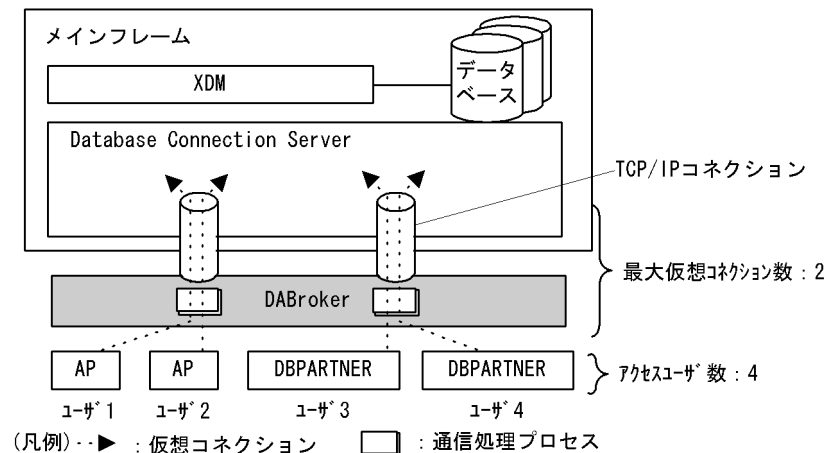 メインフレーム
XDM
データ
ベース
Database Connection Server
TCP/IPコネクション
最大仮想ｺﾈｸｼｮﾝ数：2
DABroker
AP
AP
DBPARTNER
DBPARTNER
ｱｸｾｽﾕｰｻﾞ数：4
ﾕｰｻﾞ1
ﾕｰｻﾞ2
ﾕｰｻﾞ3
ﾕｰｻﾞ4
(凡例)
：仮想コネクション
：通信処理プロセス